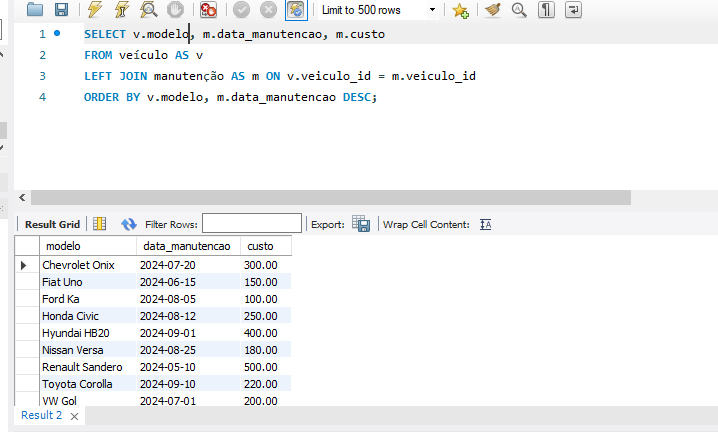 Limit to 500 rows
1 SELECT v.modelo, m.data_manutencao, m.custo
2 FROM veículo AS v
3 LEFT JOIN manutenção AS m ON v.veiculo_id = m.veiculo_id
4 ORDER BY v.modelo, m.data_manutencao DESC;
Result Grid Filter Rows: Export: Wrap Cell Content:
modelo data_manutencao custo
Chevrolet Onix 2024-07-20 300.00
Fiat Uno 2024-06-15 150.00
Ford Ka 2024-08-05 100.00
Honda Civic 2024-08-12 250.00
Hyundai HB20 2024-09-01 400.00
Nissan Versa 2024-08-25 180.00
Renault Sandero 2024-05-10 500.00
Toyota Corolla 2024-09-10 220.00
VW Gol 2024-07-01 200.00
Result 2